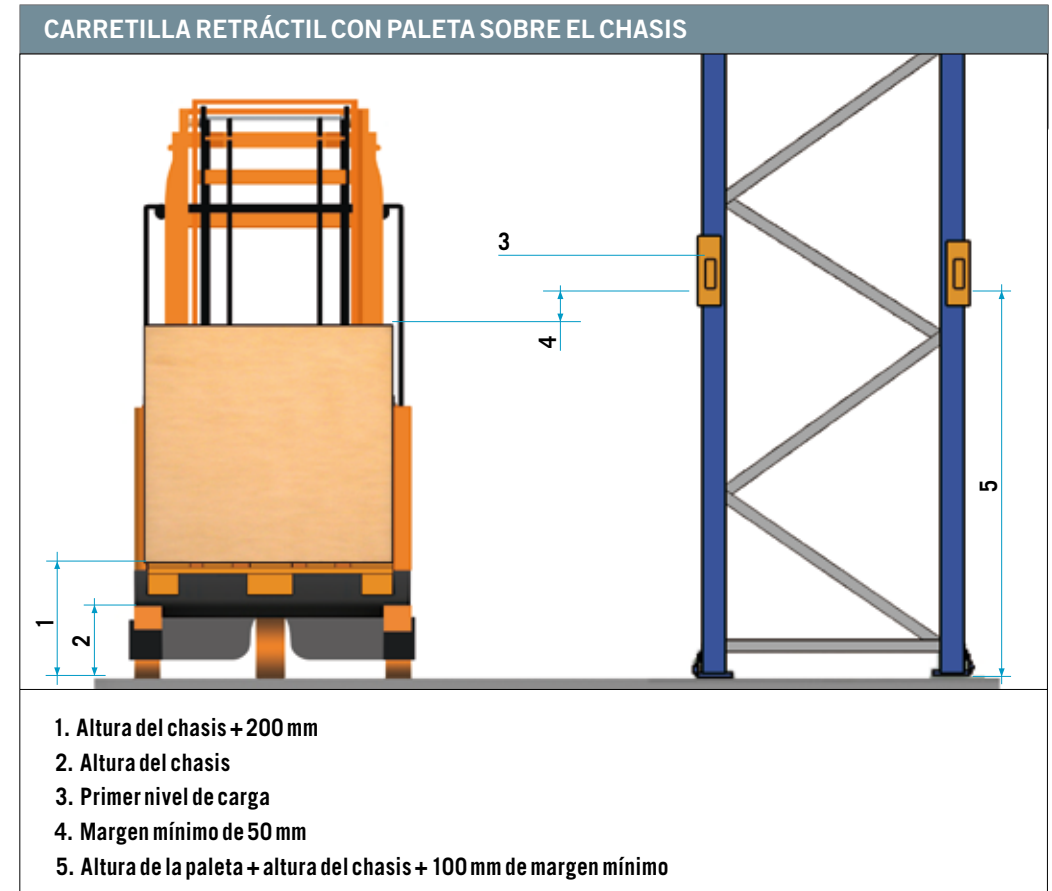 CARRETILLA RETRÁCTIL CON PALETA SOBRE EL CHASIS
3
4
5
1
2
1. Altura del chasis + 200 mm
2. Altura del chasis
3. Primer nivel de carga
4. Margen mínimo de 50 mm
5. Altura de la paleta + altura del chasis + 100 mm de margen mínimo